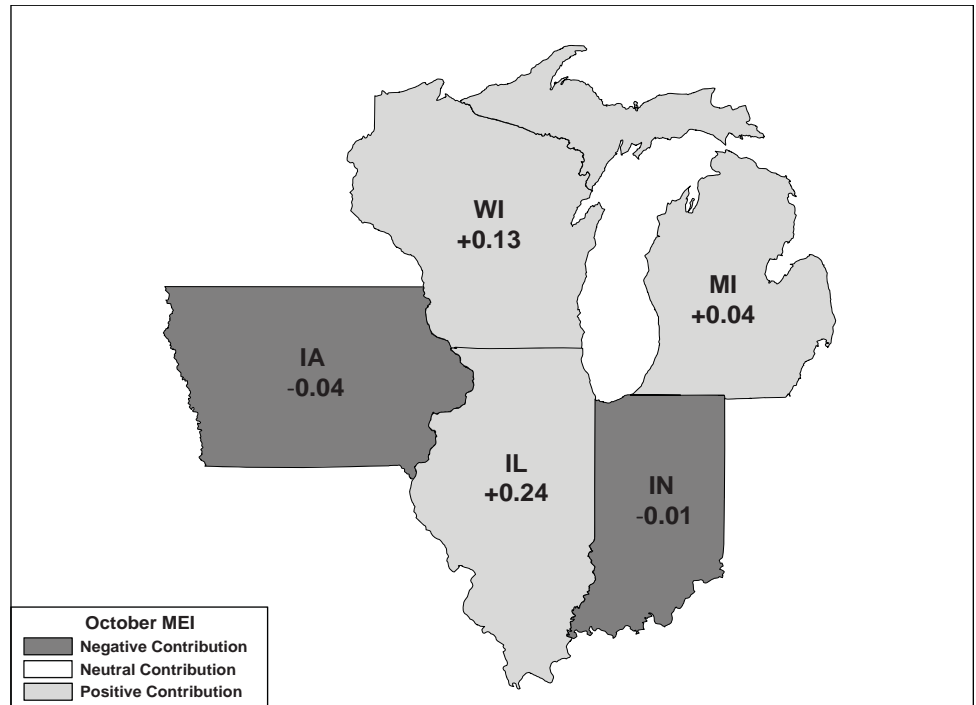 WI
+0.13
MI
+0.04
IA
-0.04
IL
+0.24
IN
-0.01
October MEI
Negative Contribution
Neutral Contribution
Positive Contribution